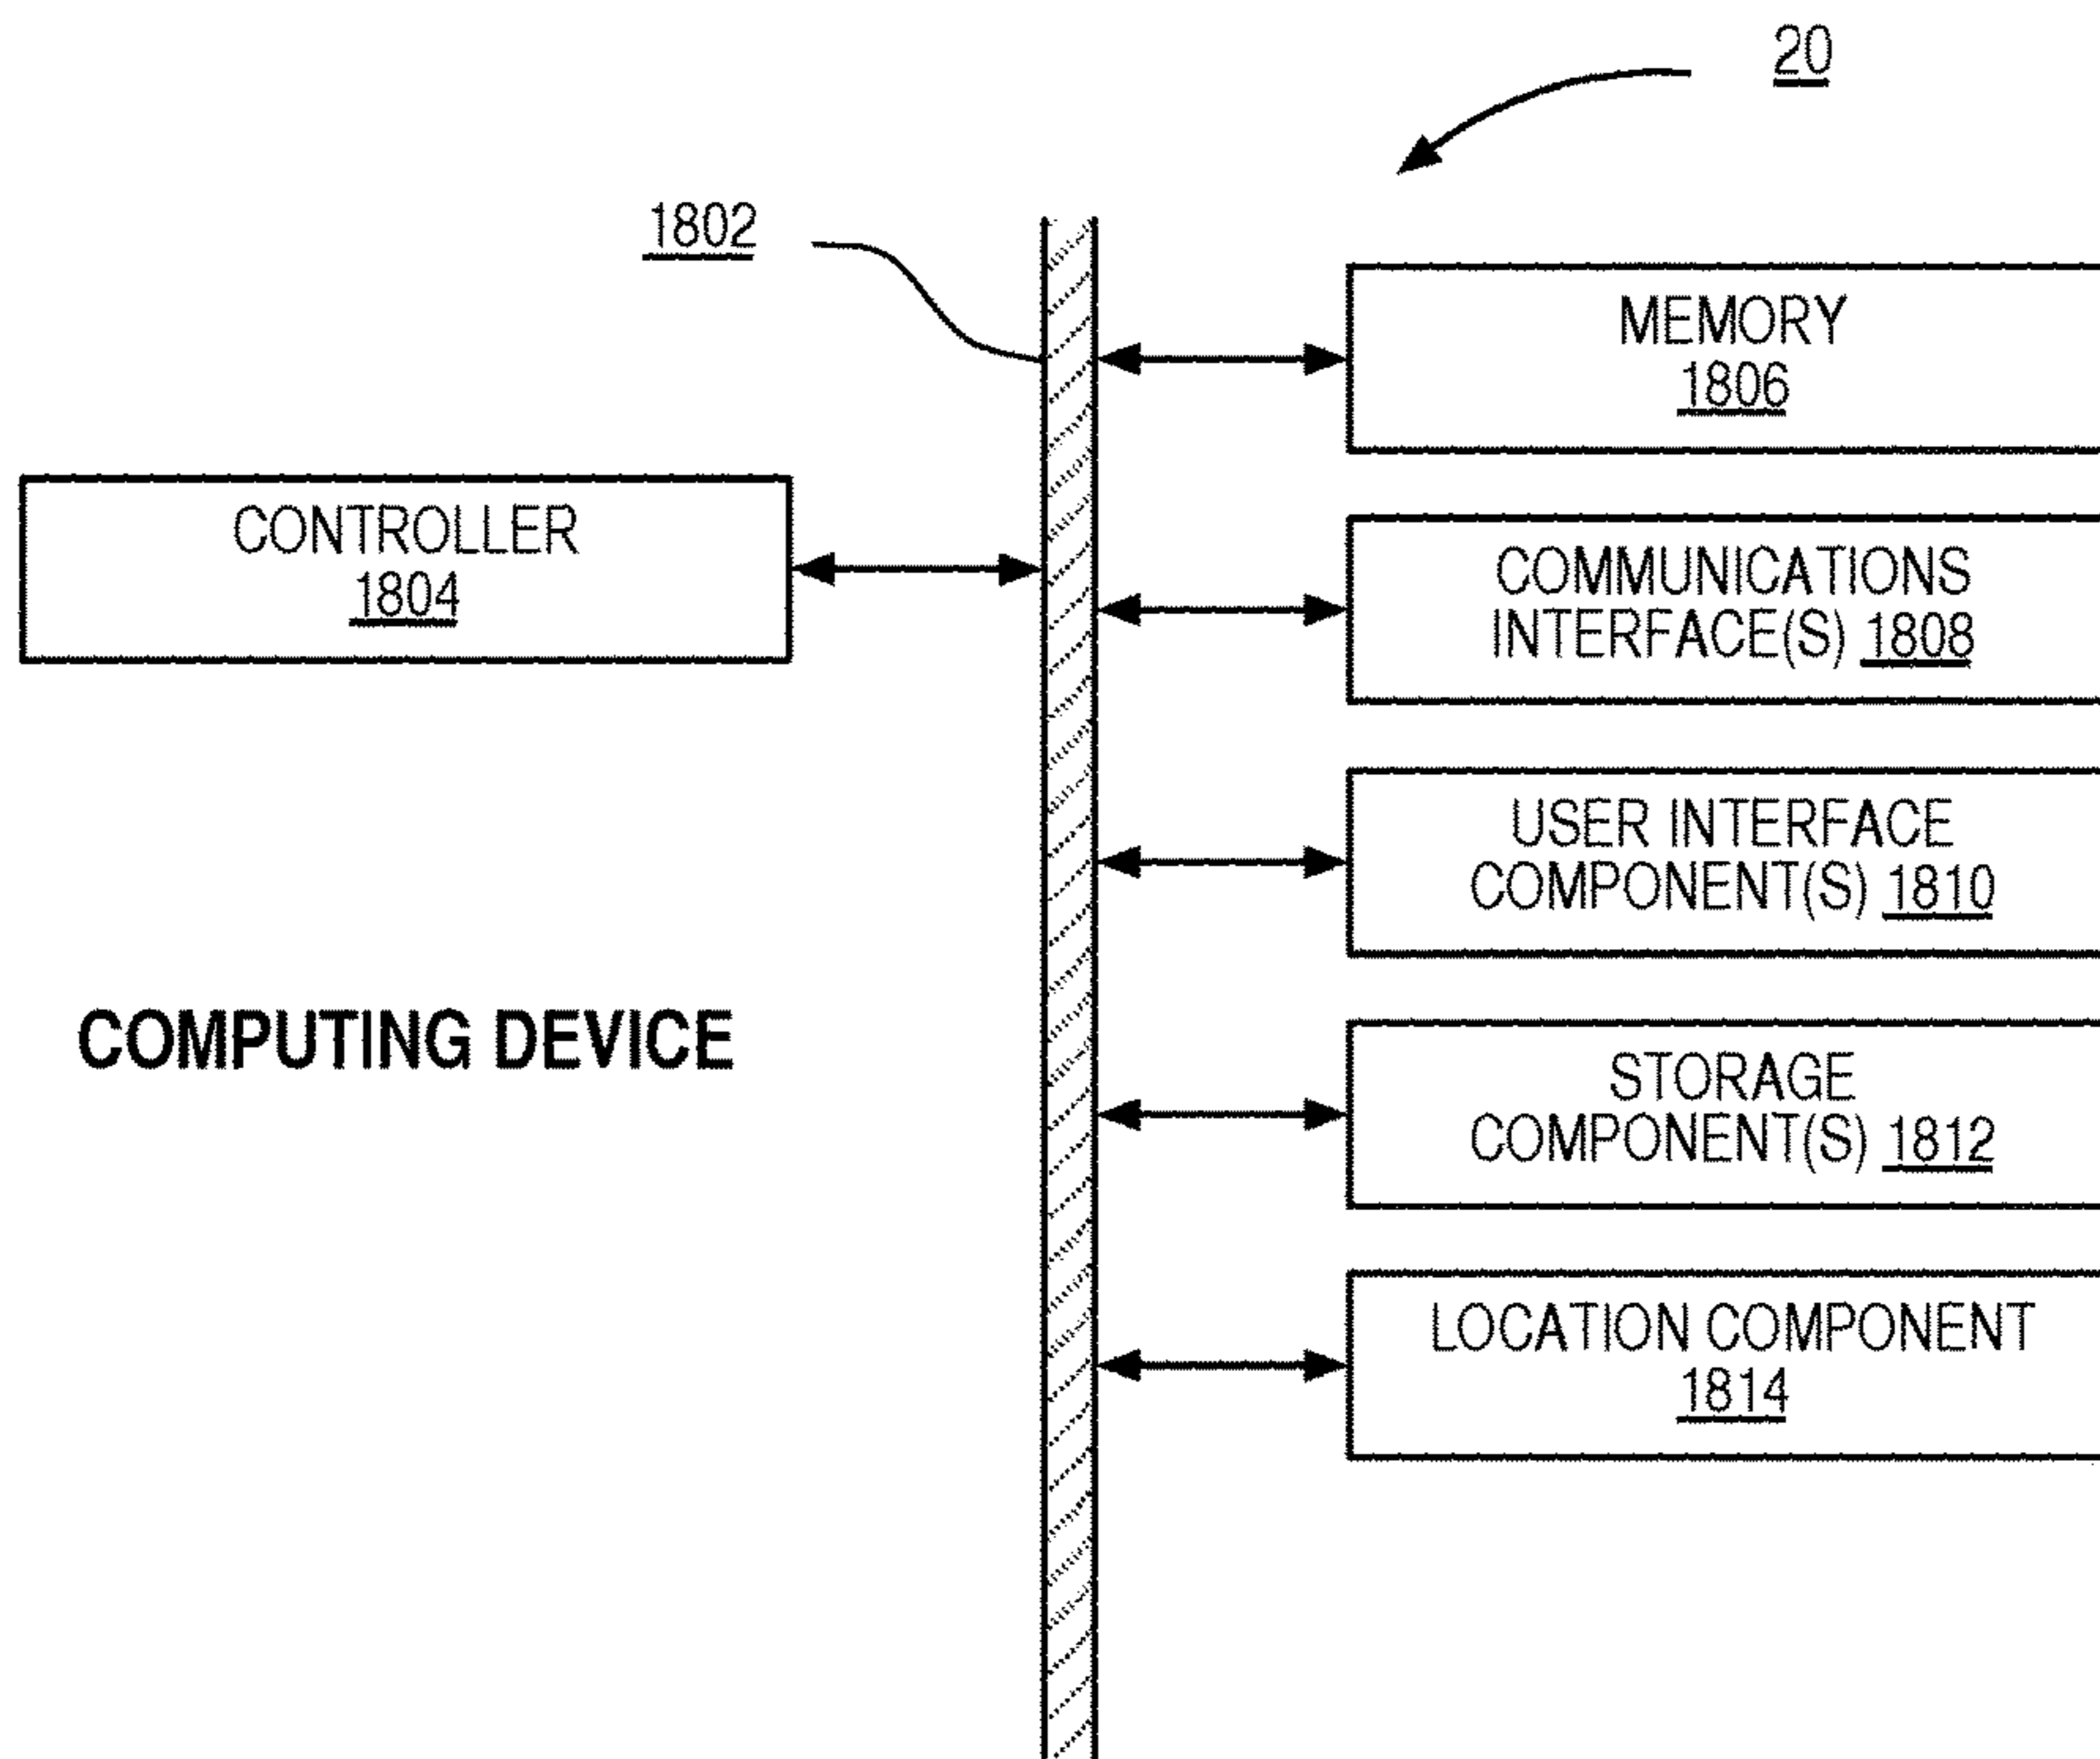 20
1802
MEMORY
1806
CONTROLLER
1804
COMMUNICATIONS
INTERFACE(S) 1808
USER INTERFACE
COMPONENT(S) 1810
COMPUTING DEVICE
STORAGE
COMPONENT(S) 1812
LOCATION COMPONENT
1814